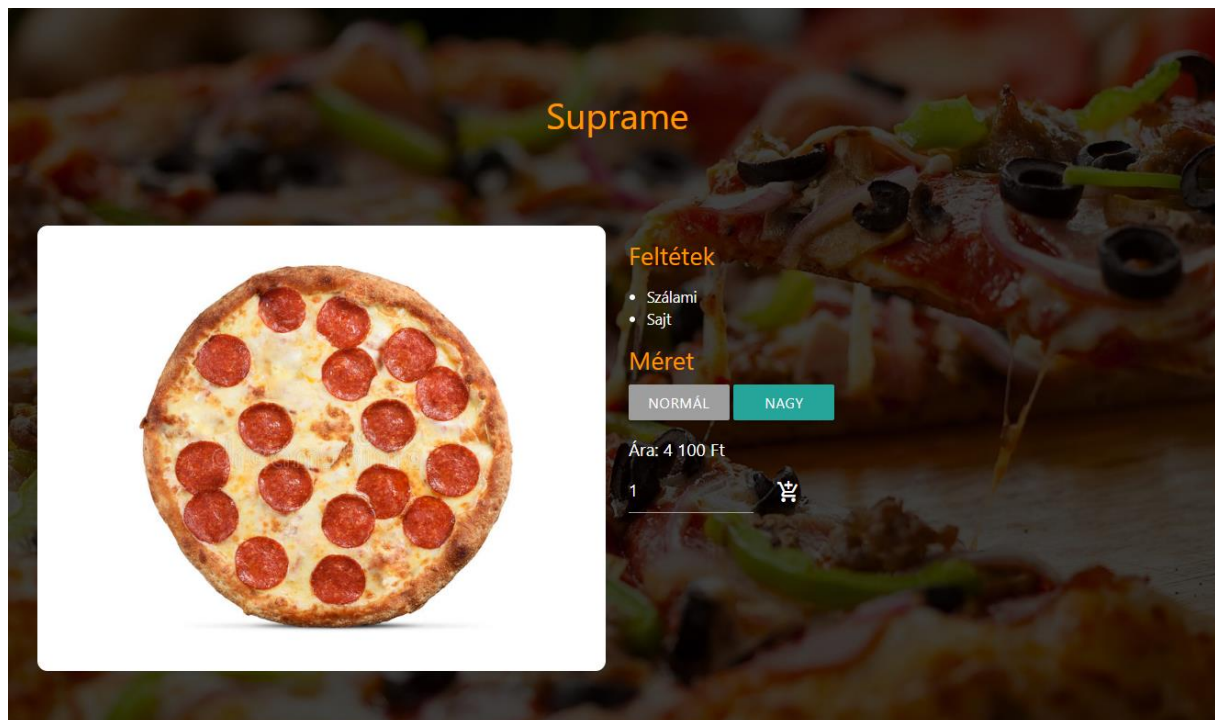 Suprame
Feltétek
Szálami
Sajt
Méret
NORMÁL NAGY
Ára: 4 100 Ft
1